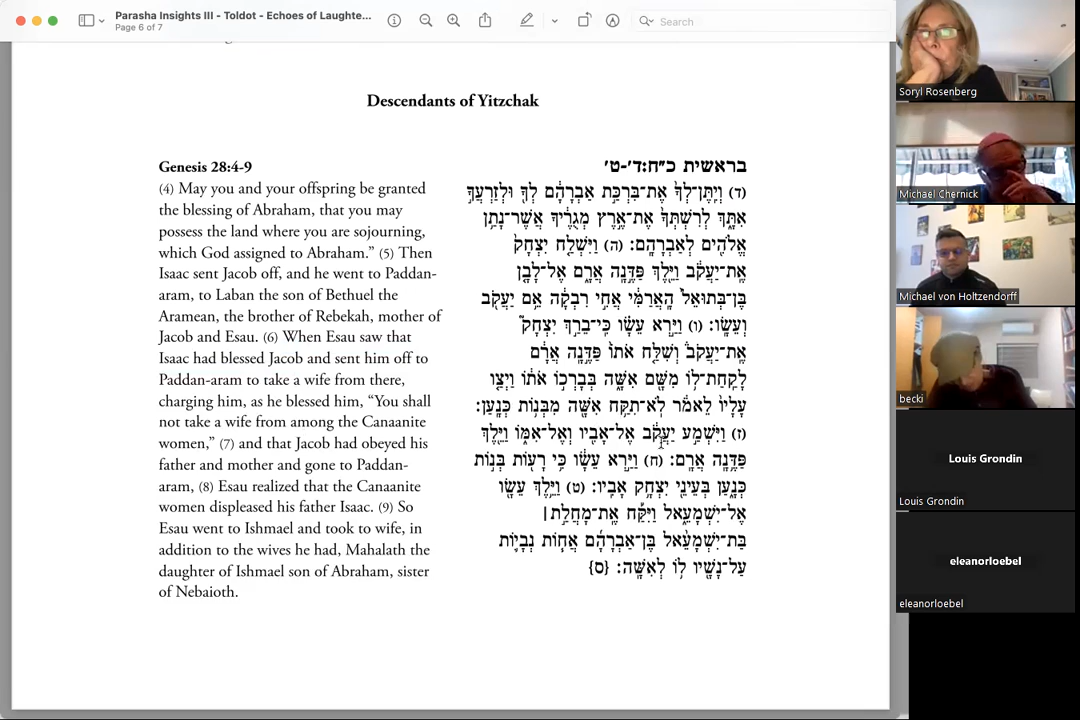 Parasha Insights III - Toldot - Echoes of Laughte...
Page 6 of 7
Search
Descendants of Yitzchak
Genesis 28:4-9
(4) May you and your offspring be granted
the blessing of Abraham, that you may
possess the land where you are sojourning,
which God assigned to Abraham.” (5) Then
Isaac sent Jacob off, and he went to Paddan-
aram, to Laban the son of Bethuel the
Aramean, the brother of Rebekah, mother of
Jacob and Esau. (6) When Esau saw that
Isaac had blessed Jacob and sent him off to
Paddan-aram to take a wife from there,
charging him, as he blessed him, “You shall
not take a wife from among the Canaanite
women,” (7) and that Jacob had obeyed his
father and mother and gone to Paddan-
aram, (8) Esau realized that the Canaanite
women displeased his father Isaac. (9) So
Esau went to Ishmael and took to wife, in
addition to the wives he had, Mahalath the
daughter of Ishmael son of Abraham, sister
of Nebaioth.
בראשית כ״ח:ד׳-ט׳
(ד) וְיִֽתֶּן־לְךָ֙ אֶת־בִּרְכַּ֣ת אַבְרָהָ֔ם לְךָ֖ וּלְזַרְעֲךָ֣
אִתָּ֑ךְ לְרִשְׁתְּךָ֙ אֶת־אֶ֣רֶץ מְגֻרֶ֔יךָ אֲשֶׁר־נָתַ֥ן
אֱלֹהִ֖ים לְאַבְרָהָֽם׃ (ה) וַיִּשְׁלַ֤ח יִצְחָק֙
אֶֽת־יַעֲקֹ֔ב וַיֵּ֖לֶךְ פַּדֶּ֣נָֽה אֲרָ֑ם אֶל־לָבָ֤ן
בֶּן־בְּתוּאֵל֙ הָֽאֲרַמִּ֔י אֲחִ֣י רִבְקָ֔ה אֵ֥ם יַעֲקֹ֖ב
וְעֵשָֽׂו׃ (ו) וַיַּ֣רְא עֵשָׂ֗ו כִּֽי־בֵרַ֣ךְ יִצְחָק֮
אֶֽת־יַעֲקֹב֒ וְשִׁלַּ֤ח אֹתוֹ֙ פַּדֶּ֣נָֽה אֲרָ֔ם
לָקַֽחַת־ל֥וֹ מִשָּׁ֖ם אִשָּׁ֑ה בְּבָרְכ֣וֹ אֹת֔וֹ וַיְצַ֤ו
עָלָיו֙ לֵאמֹ֔ר לֹֽא־תִקַּ֥ח אִשָּׁ֖ה מִבְּנ֥וֹת כְּנָֽעַן׃
(ז) וַיִּשְׁמַ֣ע יַעֲקֹ֔ב אֶל־אָבִ֖יו וְאֶל־אִמּ֑וֹ וַיֵּ֖לֶךְ
פַּדֶּ֥נָֽה אֲרָֽם׃ (ח) וַיַּ֣רְא עֵשָׂ֔ו כִּ֥י רָע֖וֹת בְּנ֣וֹת
כְּנָ֑עַן בְּעֵינֵ֖י יִצְחָ֥ק אָבִֽיו׃ (ט) וַיֵּ֥לֶךְ עֵשָׂ֖ו
אֶל־יִשְׁמָעֵ֑אל וַיִּקַּ֡ח אֶֽת־מָחֲלַ֣ת ׀
בַּת־יִשְׁמָעֵ֨אל בֶּן־אַבְרָהָ֜ם אֲח֧וֹת נְבָי֛וֹת
עַל־נָשָׁ֖יו ל֥וֹ לְאִשָּֽׁה׃ {ס}
Soryl Rosenberg
Michael Chernick
Michael von Holtzendorff
becki
Louis Grondin
Louis Grondin
eleanorloebel
eleanorloebel